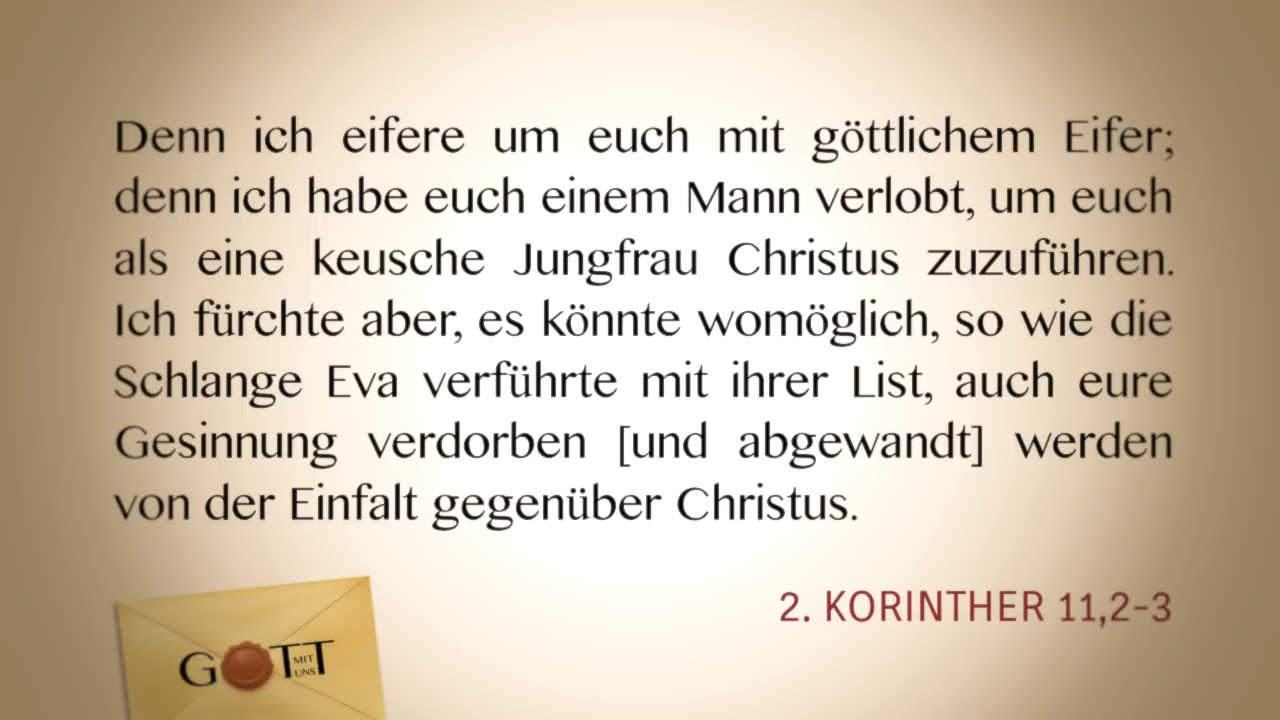 Denn ich eifere um euch mit göttlichem Eifer;
denn ich habe euch einem Mann verlobt, um euch
als eine keusche Jungfrau Christus zuzuführen.
Ich fürchte aber, es könnte womöglich, so wie die
Schlange Eva verführte mit ihrer List, auch eure
Gesinnung verdorben [und abgewandt] werden
von der Einfalt gegenüber Christus.
2. KORINTHER 11,2-3
GOTT
MIT
UNS